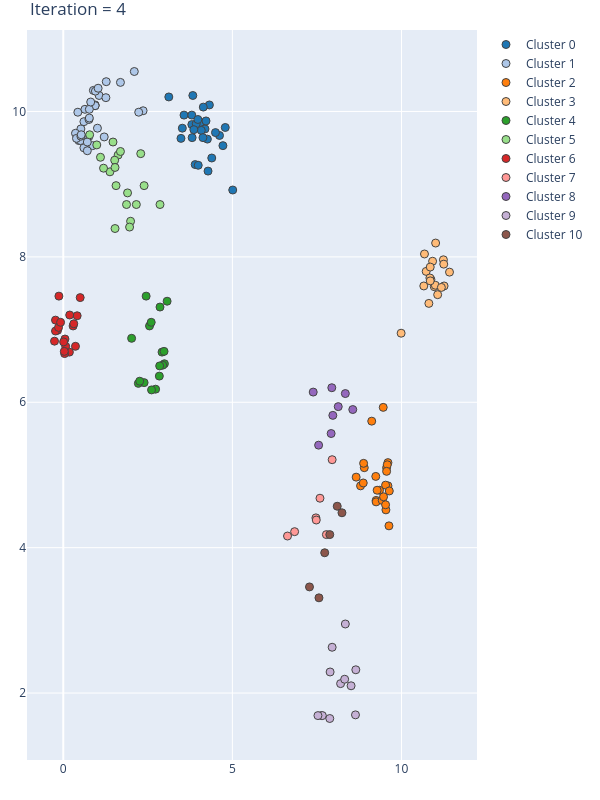 Iteration = 4
Cluster 0
Cluster 1
Cluster 2
Cluster 3
Cluster 4
Cluster 5
Cluster 6
Cluster 7
Cluster 8
Cluster 9
Cluster 10
10
8
6
4
2
0
5
10